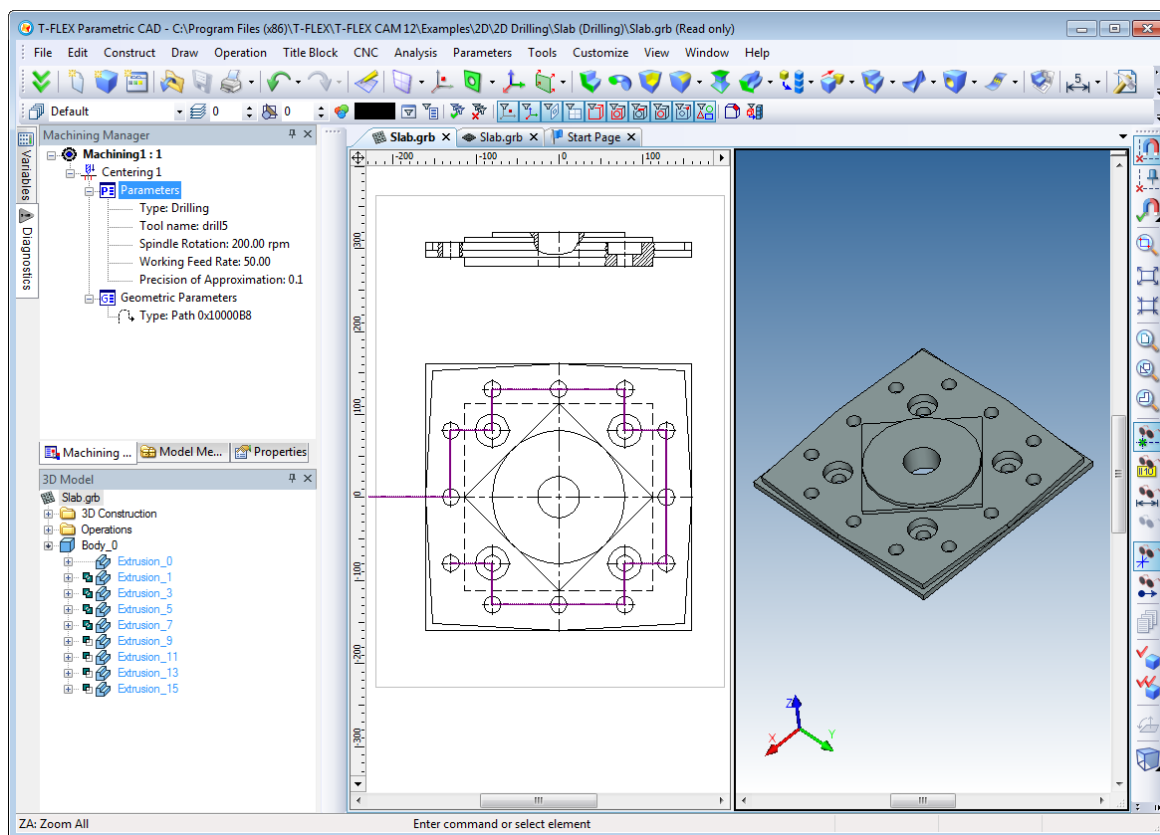 T-FLEX Parametric CAD - C:\Program Files (x86)\T-FLEX\T-FLEX CAM 12\Examples\2D\2D Drilling\Slab (Drilling)\Slab.grb (Read only)
File Edit Construct Draw Operation Title Block CNC Analysis Parameters Tools Customize View Window Help
5
Default 0 0
Variables
Diagnostics
Machining Manager
Machining1 : 1
Centering 1
Parameters
Type: Drilling
Tool name: drill5
Spindle Rotation: 200.00 rpm
Working Feed Rate: 50.00
Precision of Approximation: 0.1
Geometric Parameters
Type: Path 0x10000B8
Machining ... Model Me... Properties
3D Model
Slab.grb
3D Construction
Operations
Body_0
Extrusion_0
Extrusion_1
Extrusion_3
Extrusion_5
Extrusion_7
Extrusion_9
Extrusion_11
Extrusion_13
Extrusion_15
Slab.grb Slab.grb Start Page
-200 -100 0 100
300
200
100
0
-100
-200
-300
Z
X
Y
ZA: Zoom All
Enter command or select element